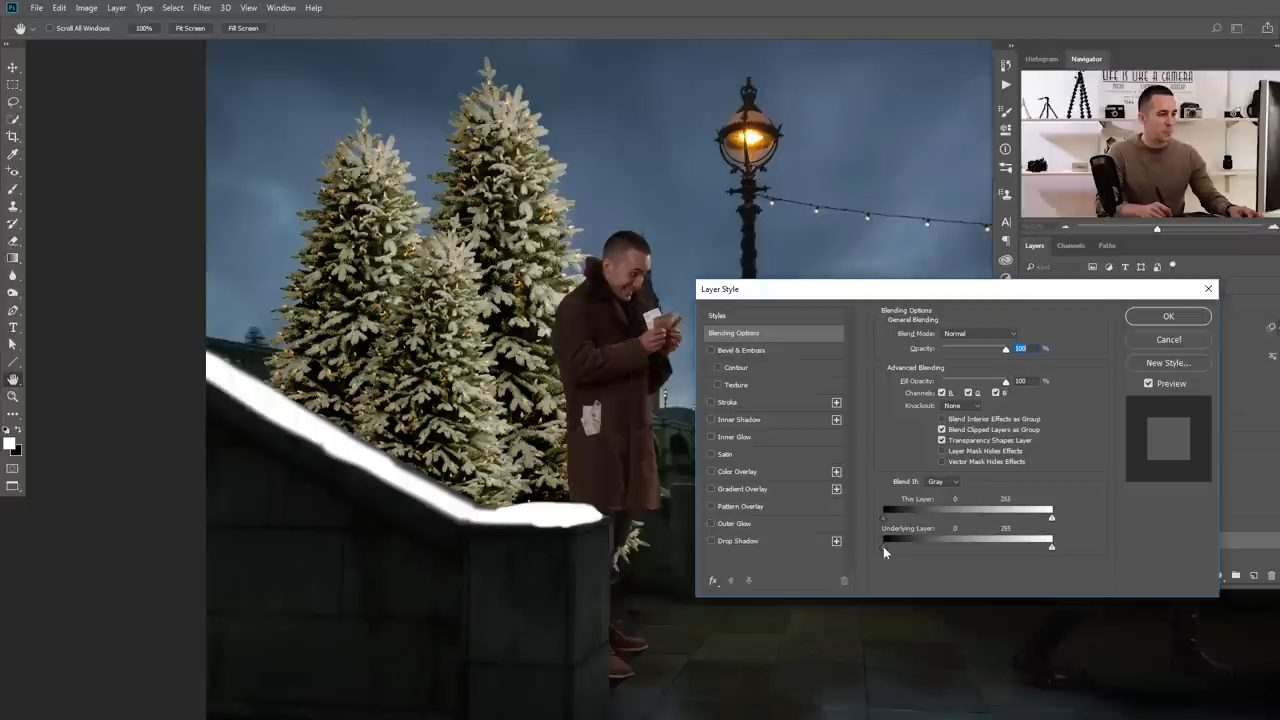 Ps File Edit Image Layer Type Select Filter 3D View Window Help
Scroll All Windows 100% Fit Screen Fill Screen
Histogram Navigator
LIFE IS LIKE A CAMERA
Layers Channels Paths
Kind
Layer Style
Styles
Blending Options
Bevel & Emboss
Contour
Texture
Stroke
Inner Shadow
Inner Glow
Satin
Color Overlay
Gradient Overlay
Pattern Overlay
Outer Glow
Drop Shadow
fx
Blending Options
General Blending
Blend Mode: Normal
Opacity: 100 %
Advanced Blending
Fill Opacity: 100 %
Channels: R G B
Knockout: None
Blend Interior Effects as Group
Blend Clipped Layers as Group
Transparency Shapes Layer
Layer Mask Hides Effects
Vector Mask Hides Effects
Blend If: Gray
This Layer: 0 255
Underlying Layer: 0 255
OK
Cancel
New Style...
Preview